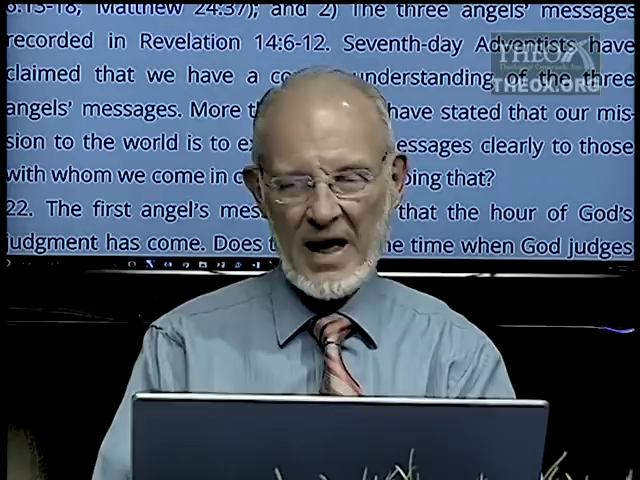 6:13-18; Matthew 24:37); and 2) The three angels' messages
recorded in Revelation 14:6-12. Seventh-day Adventists have
claimed that we have a co understanding of the three
angels' messages. More t have stated that our mis-
sion to the world is to ex essages clearly to those
with whom we come in c oing that?
22. The first angel's mes that the hour of God's
judgment has come. Does t e time when God judges
THEOX
THEOX.ORG